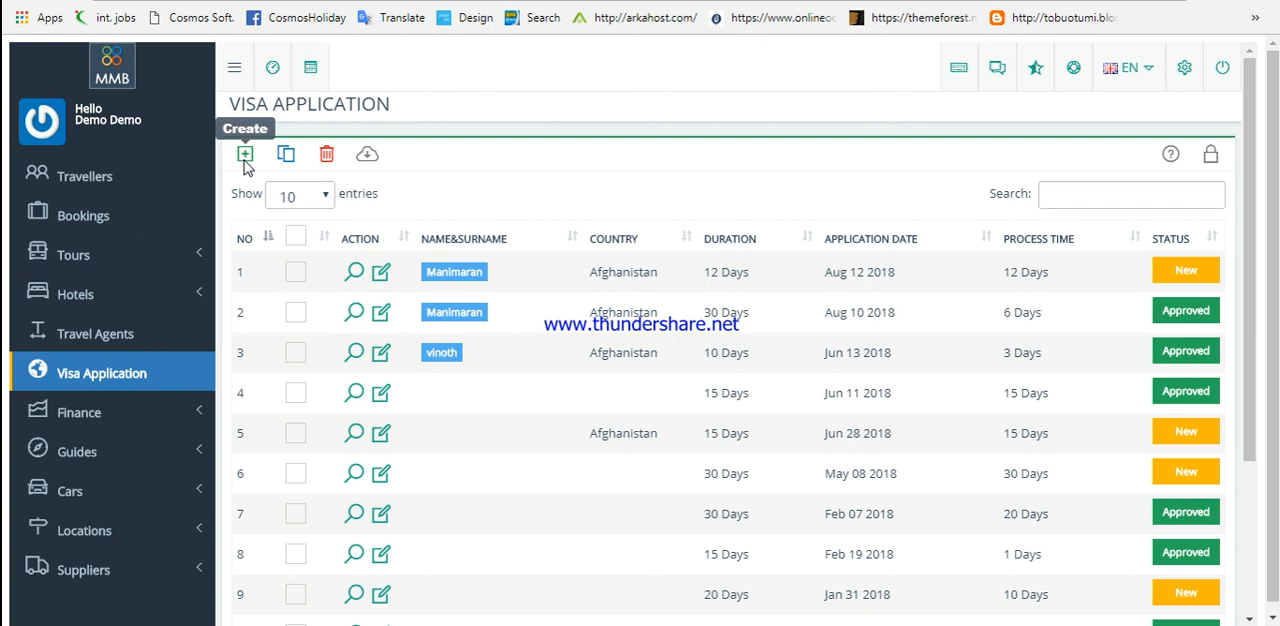 Apps int. jobs Cosmos Soft. CosmosHoliday Translate Design Search http://arkahost.com/ https://www.onlineoc https://themeforest.n http://tobuotumi.blo »
MMB
Hello
Demo Demo
EN
VISA APPLICATION
Create
Travellers
Bookings
Tours
Hotels
Travel Agents
Visa Application
Finance
Guides
Cars
Locations
Suppliers
Show 10 entries
Search:
NO ACTION NAME&SURNAME COUNTRY DURATION APPLICATION DATE PROCESS TIME STATUS
1 Manimaran Afghanistan 12 Days Aug 12 2018 12 Days New
2 Manimaran Afghanistan 30 Days Aug 10 2018 6 Days Approved
www.thundershare.net
3 vinoth Afghanistan 10 Days Jun 13 2018 3 Days Approved
4 15 Days Jun 11 2018 15 Days Approved
5 Afghanistan 15 Days Jun 28 2018 15 Days New
6 30 Days May 08 2018 30 Days New
7 30 Days Feb 07 2018 20 Days Approved
8 15 Days Feb 19 2018 1 Days Approved
9 20 Days Jan 31 2018 10 Days New